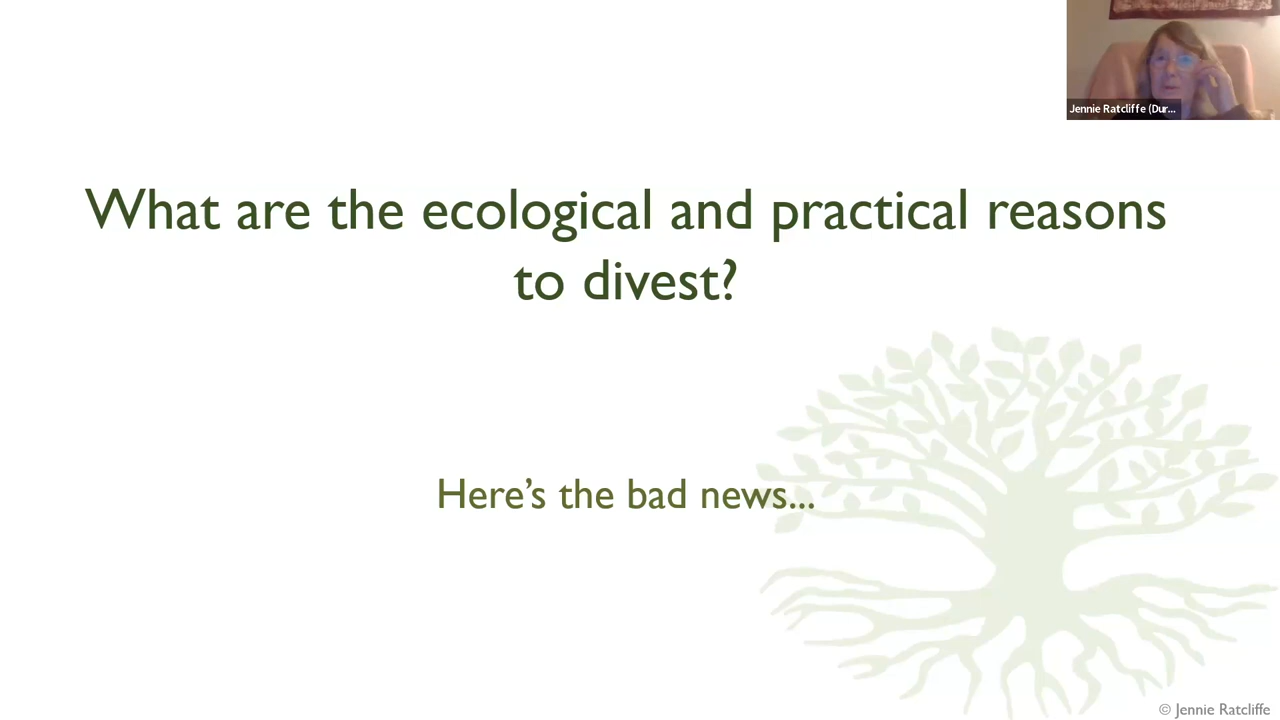 Jennie Ratcliffe (Dur...
What are the ecological and practical reasons
to divest?
Here’s the bad news...
© Jennie Ratcliffe